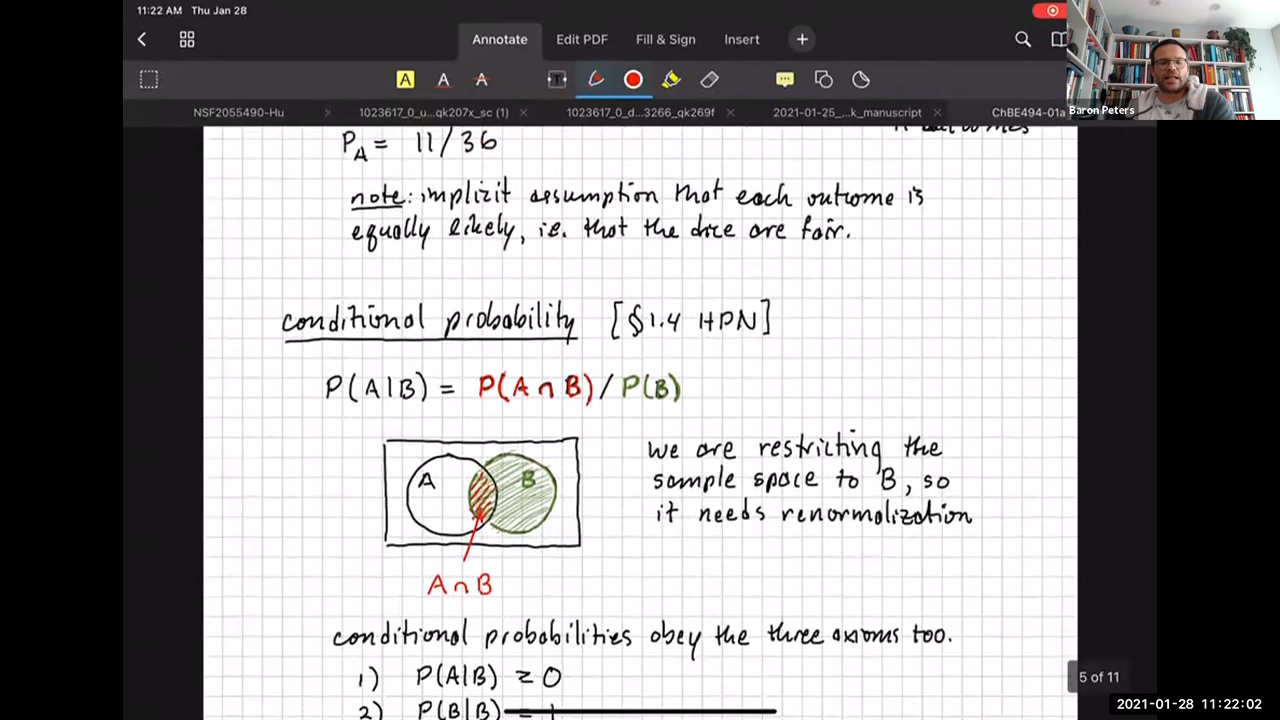 11:22 AM Thu Jan 28
Annotate Edit PDF Fill & Sign Insert
A A A T
Baron Peters
NSF2055490-Hu 1023617_0_u...qk207x_sc (1) 1023617_0_d...3266_qk269f 2021-01-25_...k_manuscript ChBE494-01a
P_A = 11/36
note: implicit assumption that each outcome is
equally likely, i.e. that the dice are fair.
conditional probability [§1.4 HPN]
P(A|B) = P(A ∩ B)/P(B)
we are restricting the
A B
sample space to B, so
it needs renormalization
A ∩ B
conditional probabilities obey the three axioms too.
1) P(A|B) ≥ 0
5 of 11
2) P(B|B) = 1
2021-01-28 11:22:02